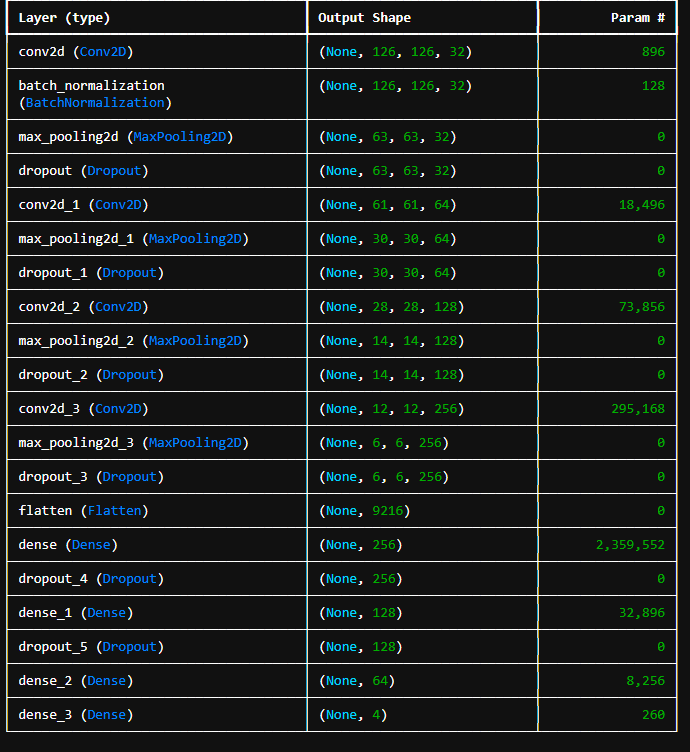 Layer (type) Output Shape Param #
conv2d (Conv2D) (None, 126, 126, 32) 896
batch_normalization (None, 126, 126, 32) 128
(BatchNormalization)
max_pooling2d (MaxPooling2D) (None, 63, 63, 32) 0
dropout (Dropout) (None, 63, 63, 32) 0
conv2d_1 (Conv2D) (None, 61, 61, 64) 18,496
max_pooling2d_1 (MaxPooling2D) (None, 30, 30, 64) 0
dropout_1 (Dropout) (None, 30, 30, 64) 0
conv2d_2 (Conv2D) (None, 28, 28, 128) 73,856
max_pooling2d_2 (MaxPooling2D) (None, 14, 14, 128) 0
dropout_2 (Dropout) (None, 14, 14, 128) 0
conv2d_3 (Conv2D) (None, 12, 12, 256) 295,168
max_pooling2d_3 (MaxPooling2D) (None, 6, 6, 256) 0
dropout_3 (Dropout) (None, 6, 6, 256) 0
flatten (Flatten) (None, 9216) 0
dense (Dense) (None, 256) 2,359,552
dropout_4 (Dropout) (None, 256) 0
dense_1 (Dense) (None, 128) 32,896
dropout_5 (Dropout) (None, 128) 0
dense_2 (Dense) (None, 64) 8,256
dense_3 (Dense) (None, 4) 260